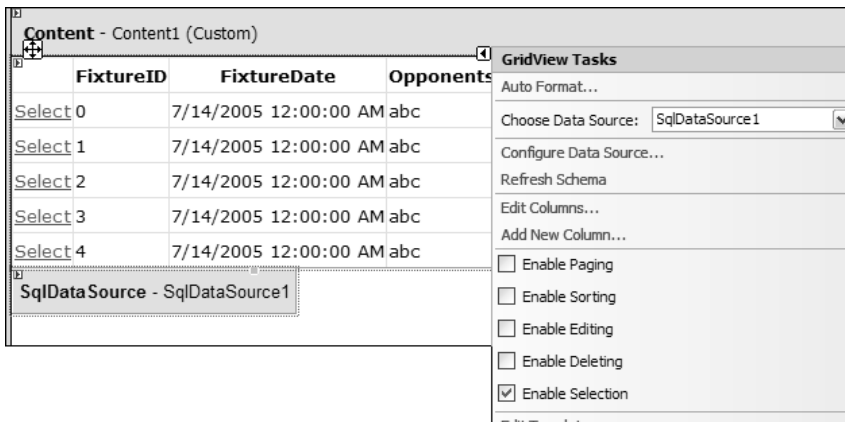 Content - Content1 (Custom)
FixtureID FixtureDate Opponents
Select 0 7/14/2005 12:00:00 AM abc
Select 1 7/14/2005 12:00:00 AM abc
Select 2 7/14/2005 12:00:00 AM abc
Select 3 7/14/2005 12:00:00 AM abc
Select 4 7/14/2005 12:00:00 AM abc
SqlDataSource - SqlDataSource1
GridView Tasks
Auto Format...
Choose Data Source: SqlDataSource1
Configure Data Source...
Refresh Schema
Edit Columns...
Add New Column...
Enable Paging
Enable Sorting
Enable Editing
Enable Deleting
Enable Selection